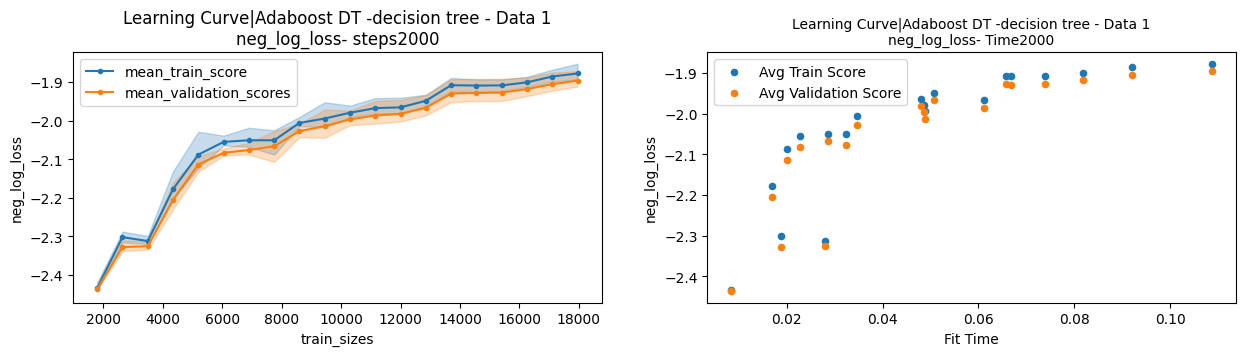 Learning Curve|Adaboost DT -decision tree - Data 1
neg_log_loss- steps2000
mean_train_score
mean_validation_scores
neg_log_loss
−1.9
−2.0
−2.1
−2.2
−2.3
−2.4
2000 4000 6000 8000 10000 12000 14000 16000 18000
train_sizes
Learning Curve|Adaboost DT -decision tree - Data 1
neg_log_loss- Time2000
Avg Train Score
Avg Validation Score
neg_log_loss
−1.9
−2.0
−2.1
−2.2
−2.3
−2.4
0.02 0.04 0.06 0.08 0.10
Fit Time